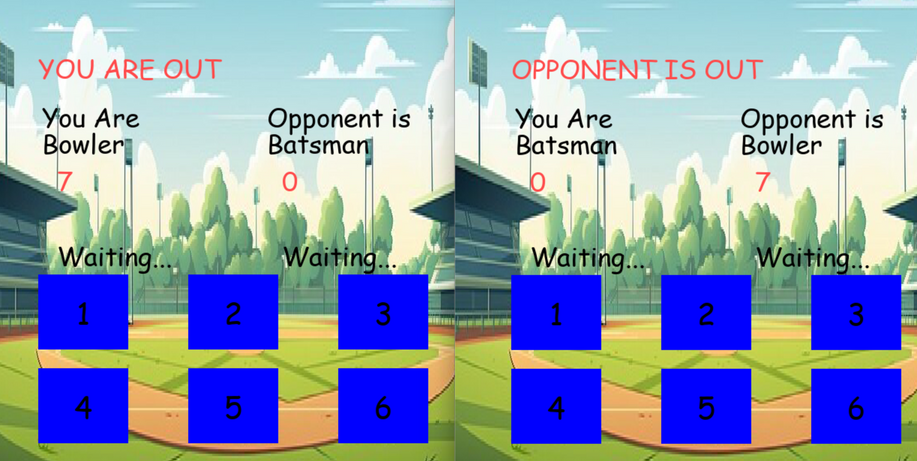 YOU ARE OUT
You Are
Bowler
Opponent is
Batsman
7
0
Waiting...
Waiting...
1
2
3
4
5
6
OPPONENT IS OUT
You Are
Batsman
Opponent is
Bowler
0
7
Waiting...
Waiting...
1
2
3
4
5
6